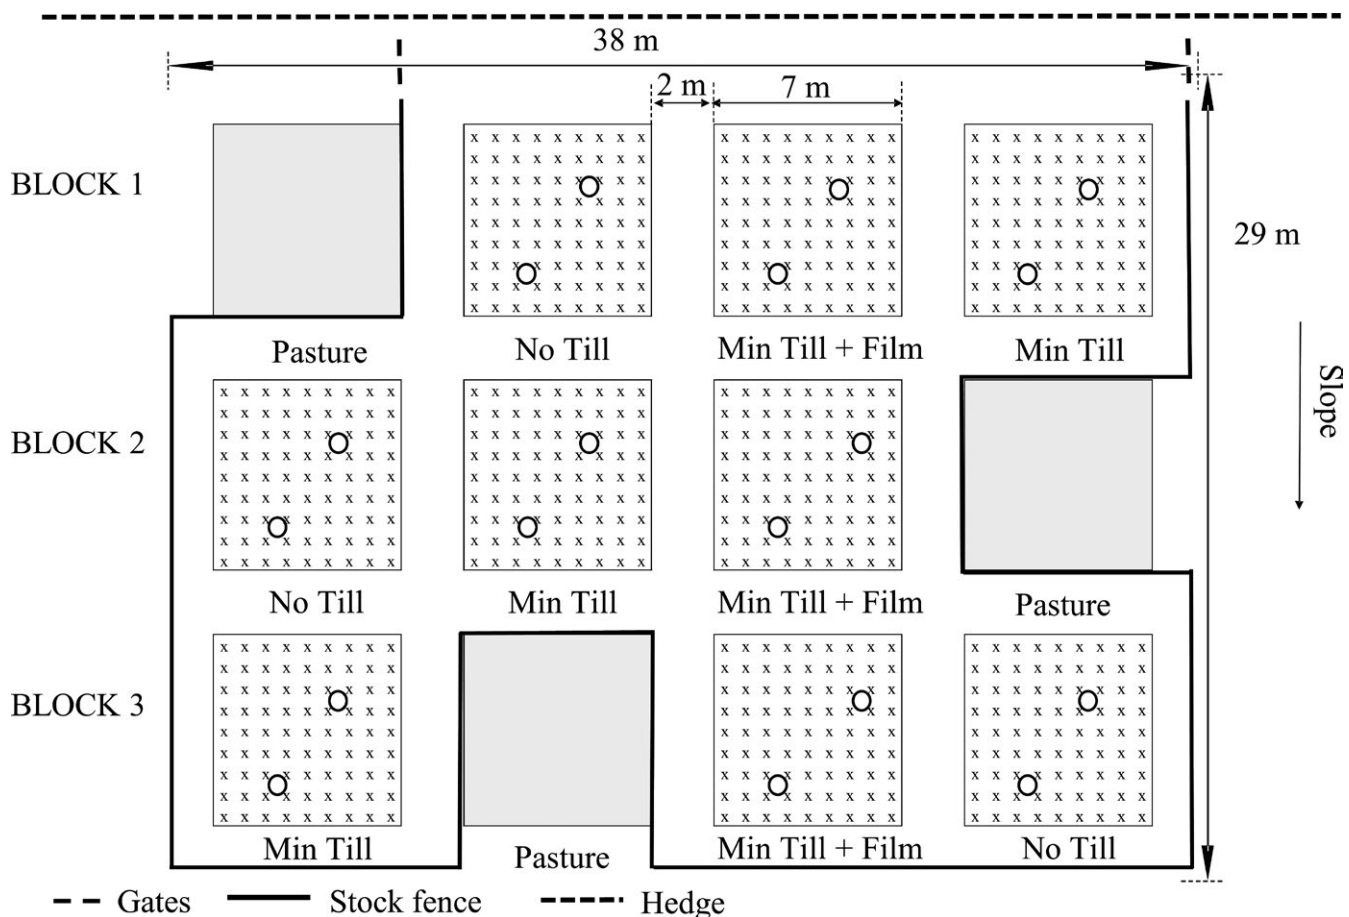 38 m
2 m 7 m
BLOCK 1
29 m
Pasture No Till Min Till + Film Min Till
Slope
BLOCK 2
No Till Min Till Min Till + Film Pasture
BLOCK 3
Min Till Pasture Min Till + Film No Till
Gates Stock fence Hedge